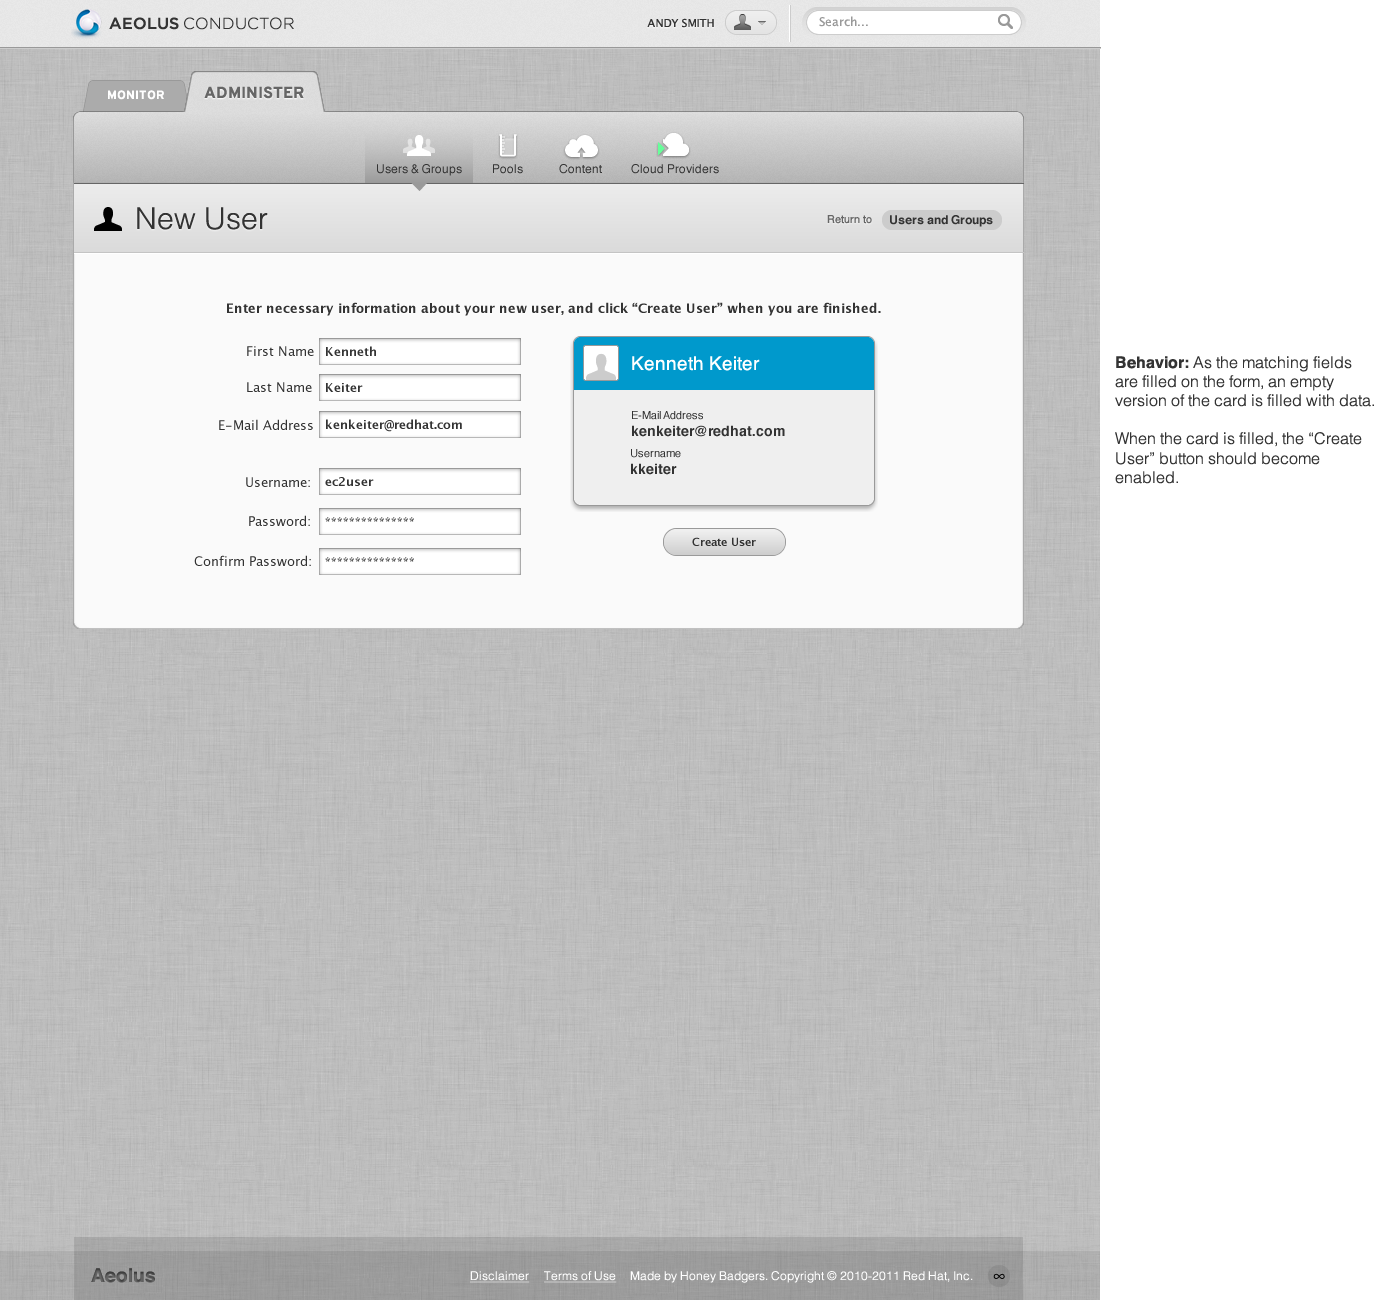 AEOLUS CONDUCTOR
ANDY SMITH
Search...
MONITOR
ADMINISTER
Users & Groups
Pools
Content
Cloud Providers
New User
Return to Users and Groups
Enter necessary information about your new user, and click “Create User” when you are finished.
First Name Kenneth
Last Name Keiter
E-Mail Address kenkeiter@redhat.com
Username: ec2user
Password: ***************
Confirm Password: ***************
Kenneth Keiter
E-Mail Address
kenkeiter@redhat.com
Username
kkeiter
Create User
Behavior: As the matching fields
are filled on the form, an empty
version of the card is filled with data.
When the card is filled, the “Create
User” button should become
enabled.
Aeolus
Disclaimer Terms of Use Made by Honey Badgers. Copyright © 2010-2011 Red Hat, Inc. ∞